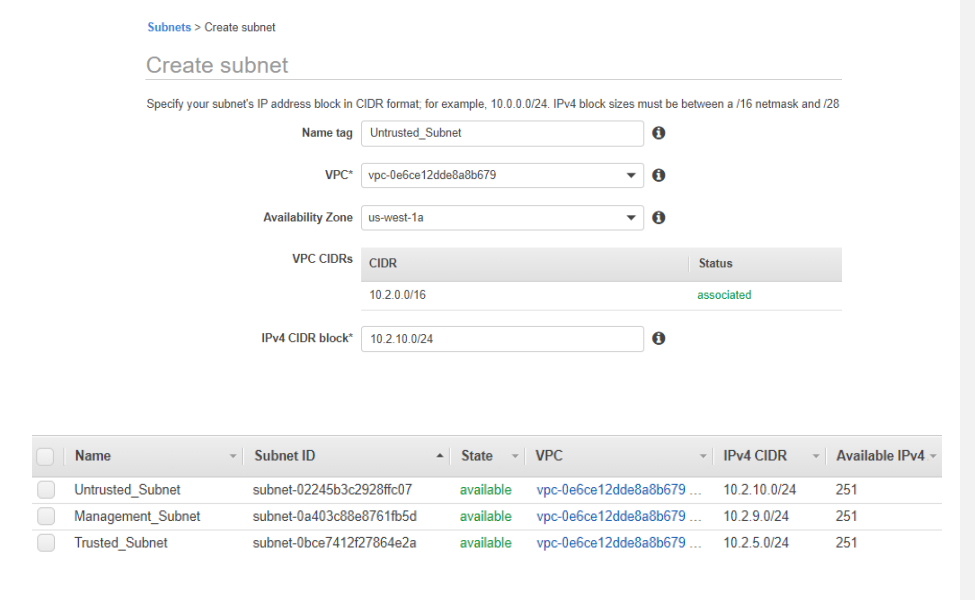 Subnets > Create subnet
Create subnet
Specify your subnet's IP address block in CIDR format; for example, 10.0.0.0/24. IPv4 block sizes must be between a /16 netmask and /28
Name tag Untrusted_Subnet
VPC* vpc-0e6ce12dde8a8b679
Availability Zone us-west-1a
VPC CIDRs CIDR Status
10.2.0.0/16 associated
IPv4 CIDR block* 10.2.10.0/24
Name Subnet ID State VPC IPv4 CIDR Available IPv4
Untrusted_Subnet subnet-02245b3c2928ffc07 available vpc-0e6ce12dde8a8b679 ... 10.2.10.0/24 251
Management_Subnet subnet-0a403c88e8761fb5d available vpc-0e6ce12dde8a8b679 ... 10.2.9.0/24 251
Trusted_Subnet subnet-0bce7412f27864e2a available vpc-0e6ce12dde8a8b679 ... 10.2.5.0/24 251